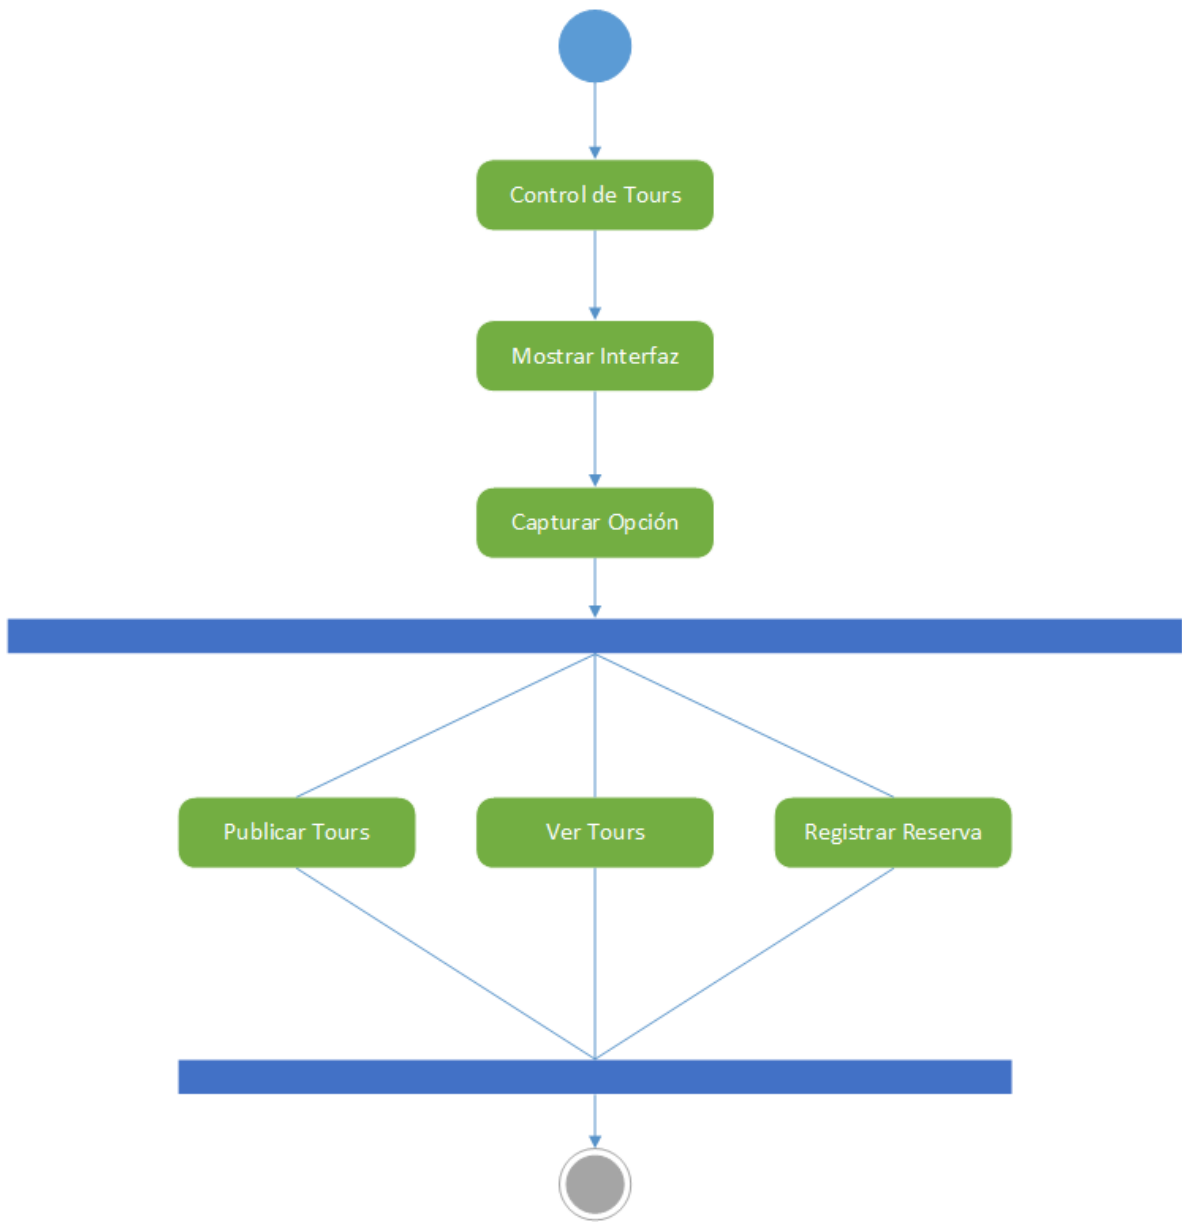 Control de Tours
Mostrar Interfaz
Capturar Opción
Publicar Tours
Ver Tours
Registrar Reserva